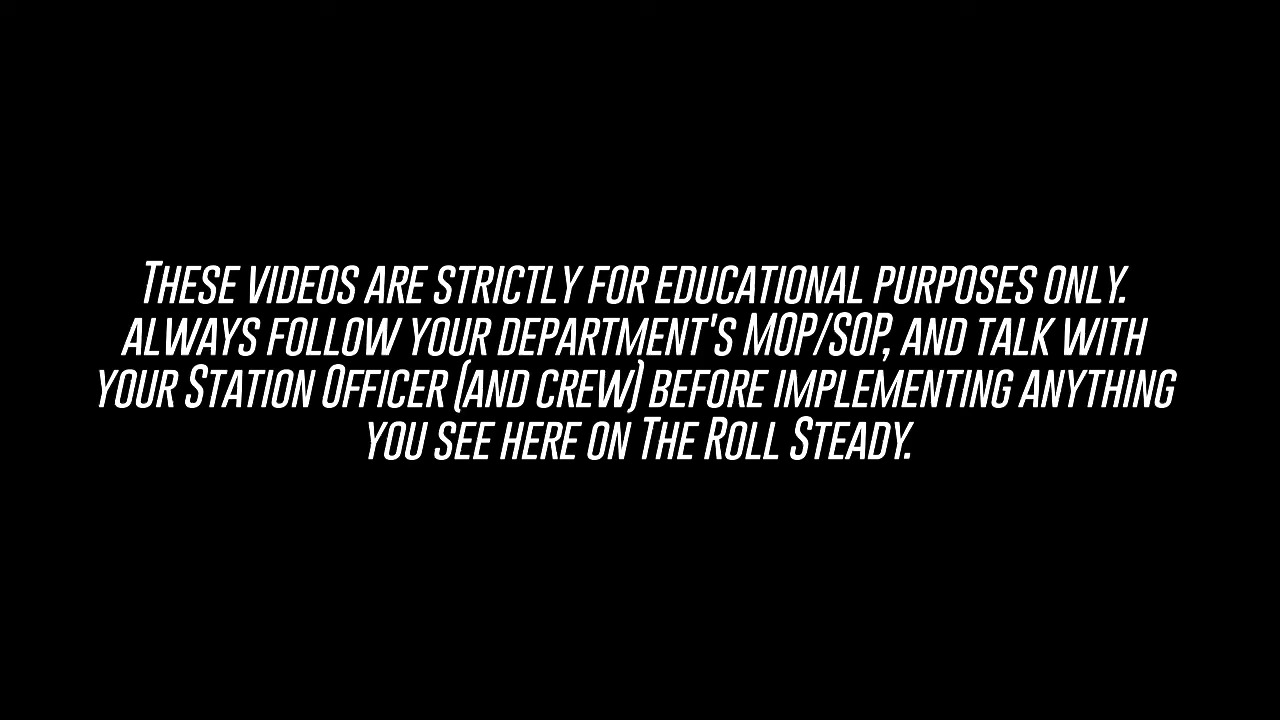 These videos are strictly for educational purposes only.
always follow your department's MOP/SOP, and talk with
your Station Officer (and crew) before implementing anything
you see here on The Roll Steady.